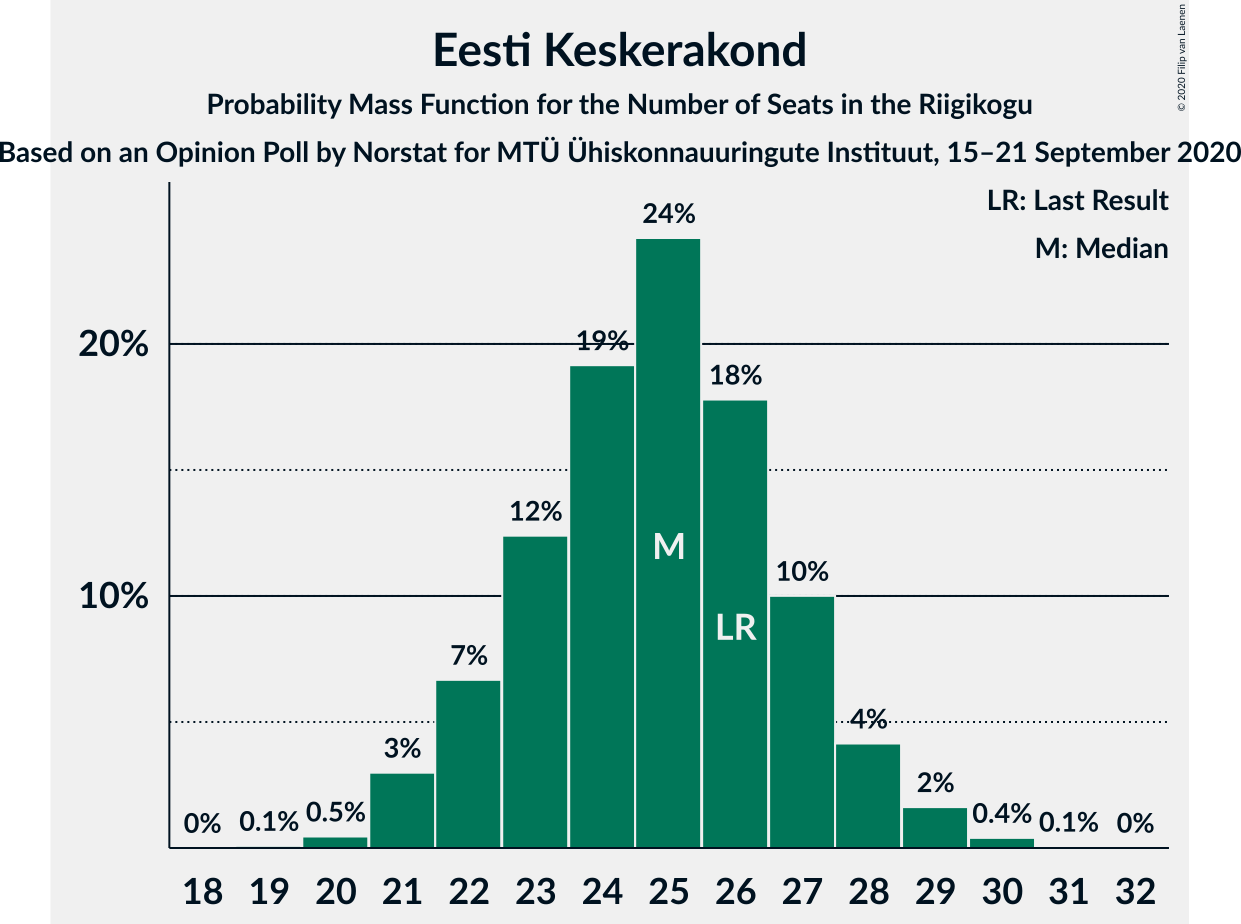 Eesti Keskerakond
Probability Mass Function for the Number of Seats in the Riigikogu
Based on an Opinion Poll by Norstat for MTÜ Ühiskonnauuringute Instituut, 15–21 September 2020
© 2020 Filip van Laenen
LR: Last Result
M: Median
24%
20%
19%
18%
12%
M
10%
10%
LR
7%
4%
3%
2%
0% 0.1% 0.5% 0.4% 0.1% 0%
18 19 20 21 22 23 24 25 26 27 28 29 30 31 32